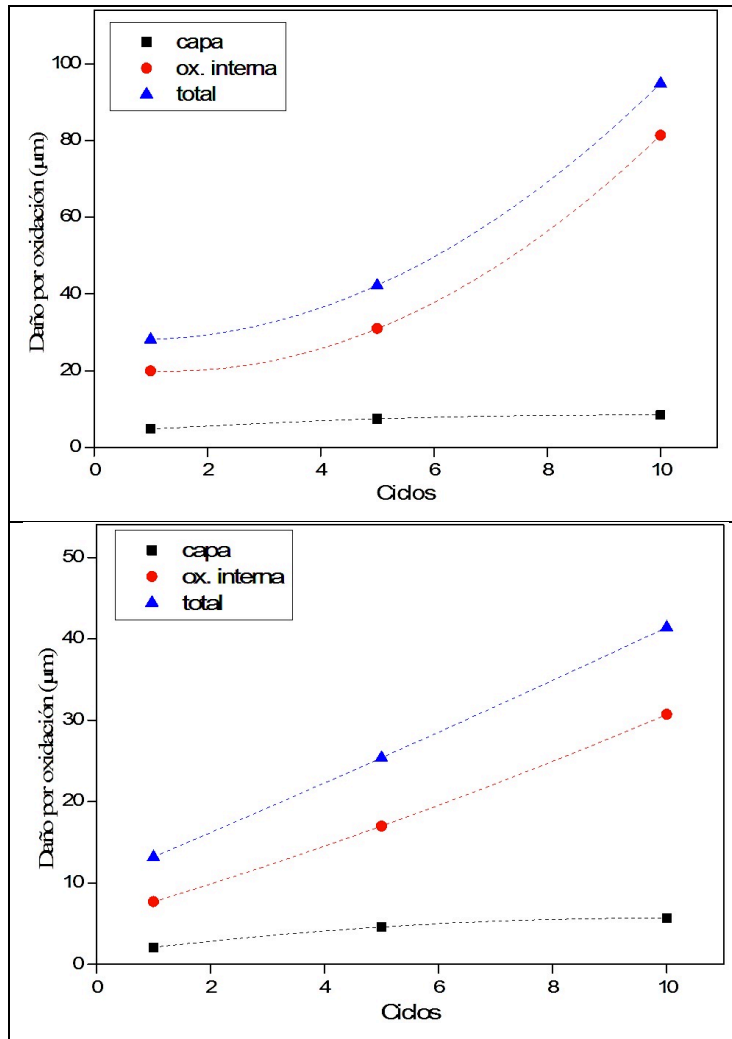 capa
ox. interna
total
100
80
60
40
20
0
Daño por oxidación (µm)
0 2 4 6 8 10
Ciclos
capa
ox. interna
total
50
40
30
20
10
0
Daño por oxidación (µm)
0 2 4 6 8 10
Ciclos